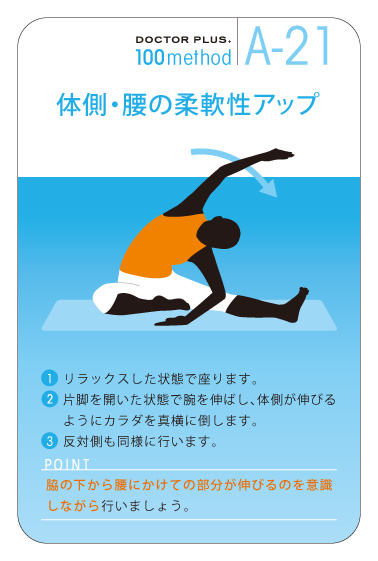 DOCTOR PLUS.
100method
A-21
体側・腰の柔軟性アップ
1 リラックスした状態で座ります。
2 片脚を開いた状態で腕を伸ばし、体側が伸びる
ようにカラダを真横に倒します。
3 反対側も同様に行います。
POINT
脇の下から腰にかけての部分が伸びるのを意識
しながら行いましょう。